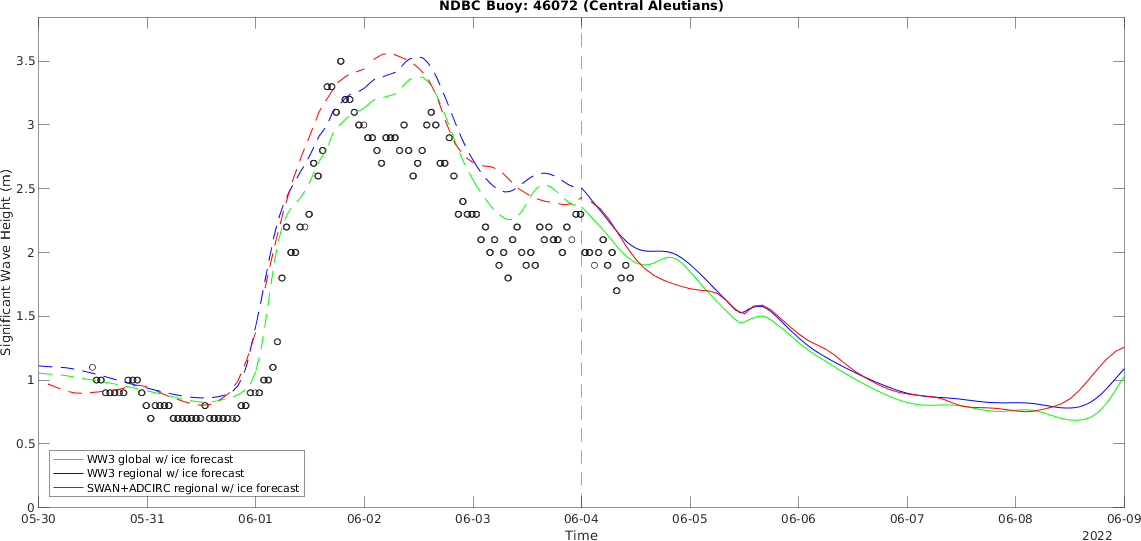 NDBC Buoy: 46072 (Central Aleutians)
3.5
3
2.5
2
1.5
1
0.5
0
Significant Wave Height (m)
WW3 global w/ ice forecast
WW3 regional w/ ice forecast
SWAN+ADCIRC regional w/ ice forecast
05-30 05-31 06-01 06-02 06-03 06-04 06-05 06-06 06-07 06-08 06-09
Time
2022